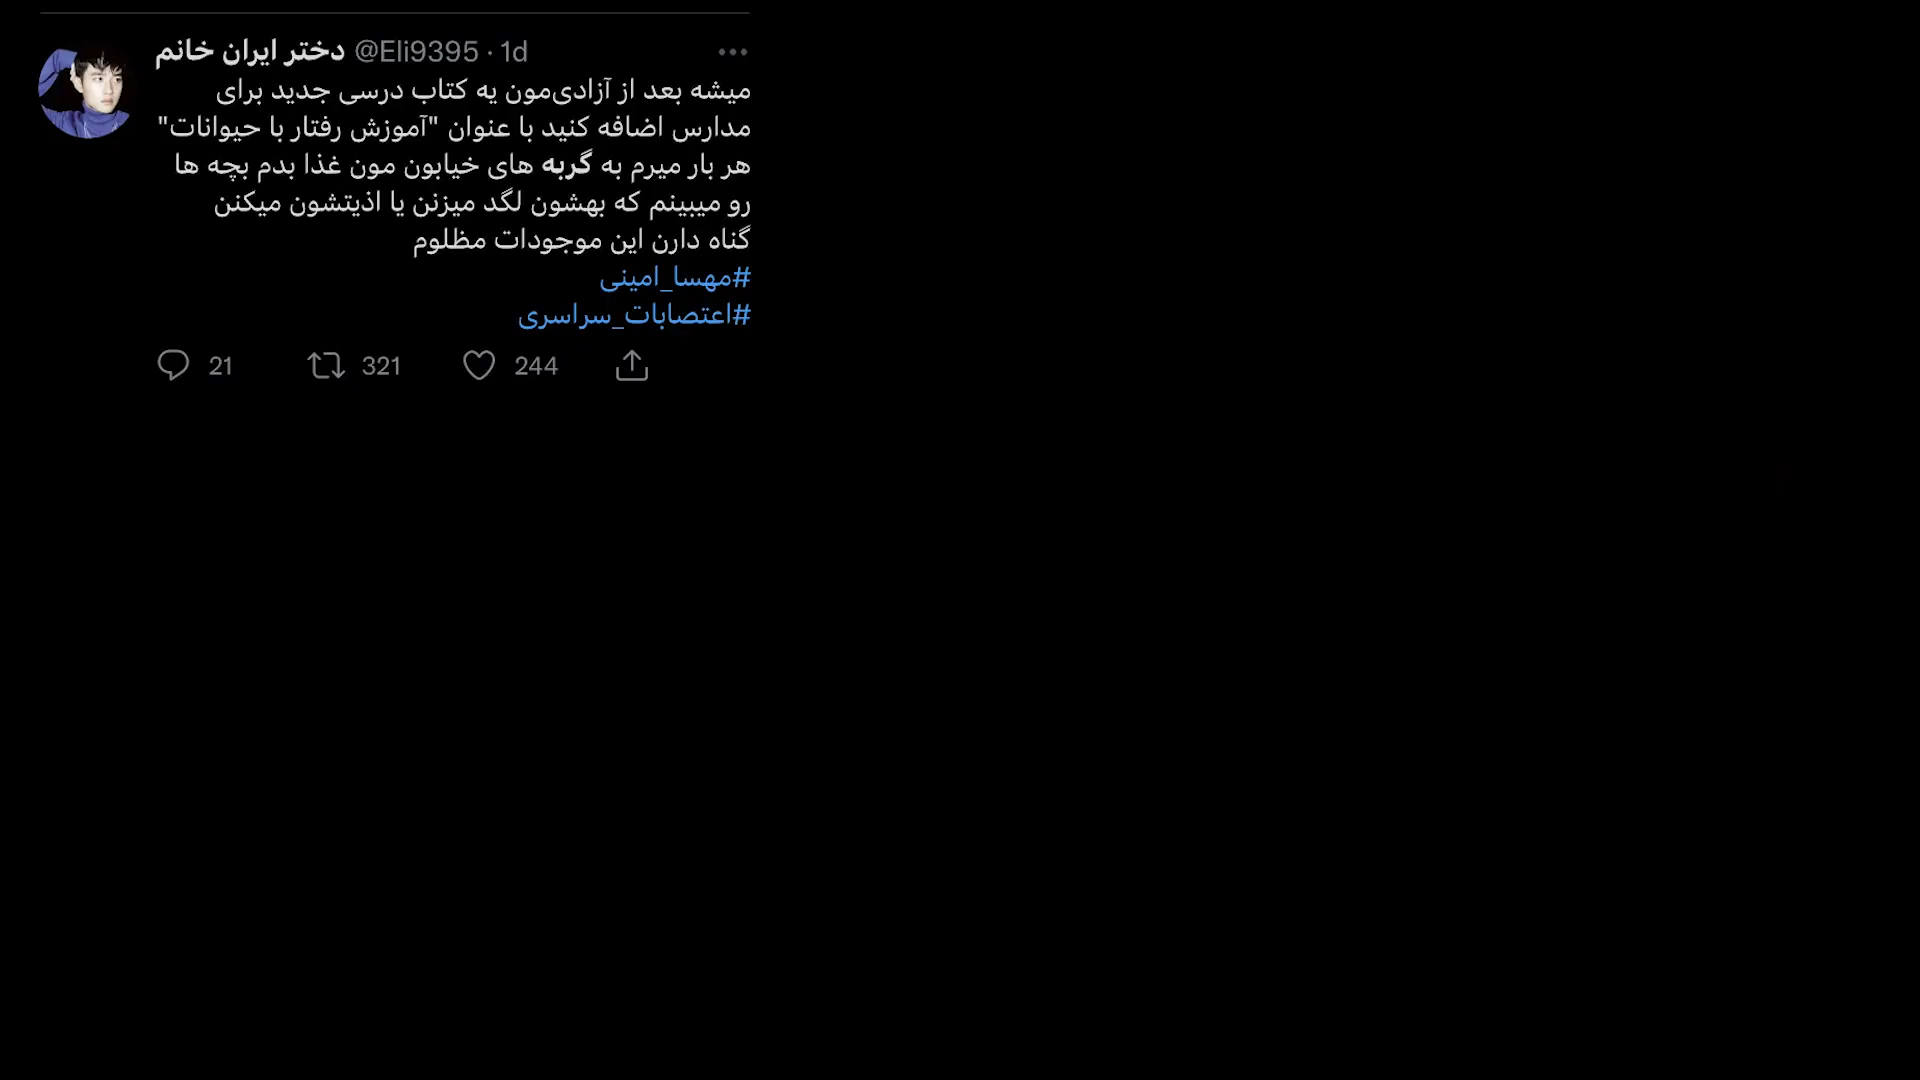 دختر ایران خانم @Eli9395 · 1d
میشه بعد از آزادی‌مون یه کتاب درسی جدید برای
مدارس اضافه کنید با عنوان "آموزش رفتار با حیوانات"
هر بار میرم به گربه های خیابون مون غذا بدم بچه ها
رو میبینم که بهشون لگد میزنن یا اذیتشون میکنن
گناه دارن این موجودات مظلوم
#مهسا_امینی
#اعتصابات_سراسری
21 321 244